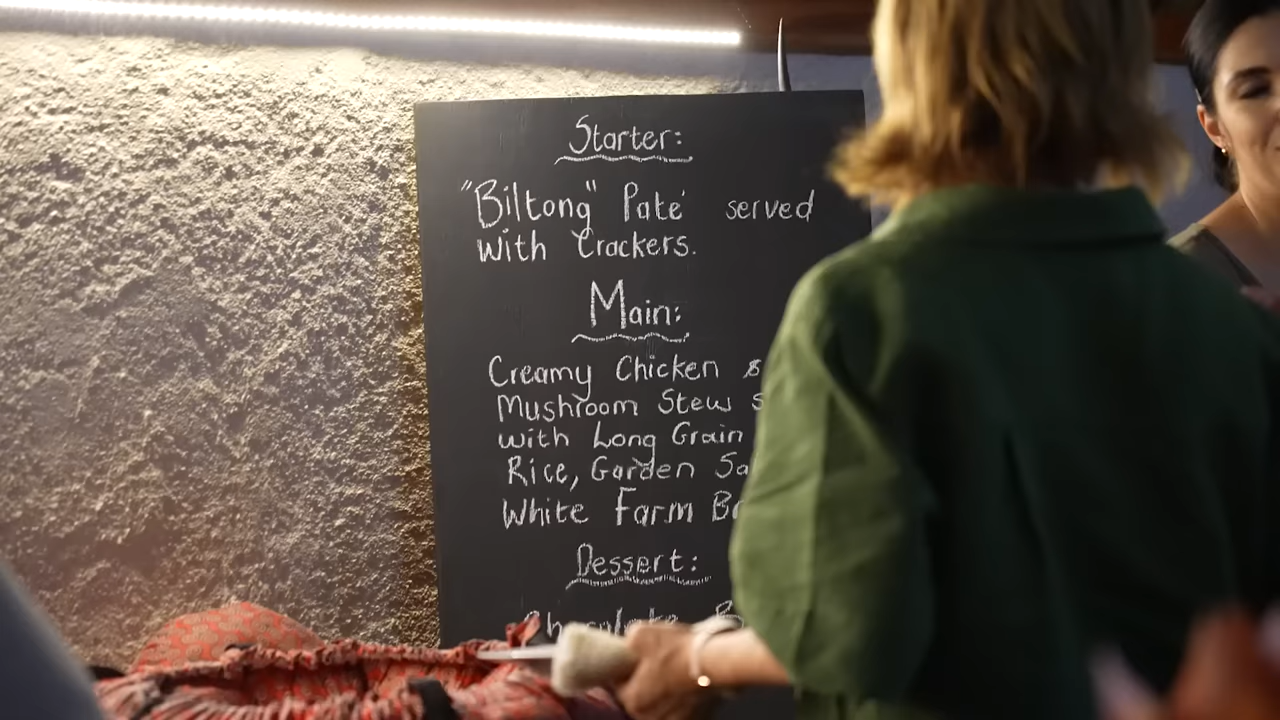 Starter:
"Biltong" Paté served
with Crackers.
Main:
Creamy Chicken &
Mushroom Stew
with Long Grain
Rice, Garden
White Farm
Dessert:
Chocolate